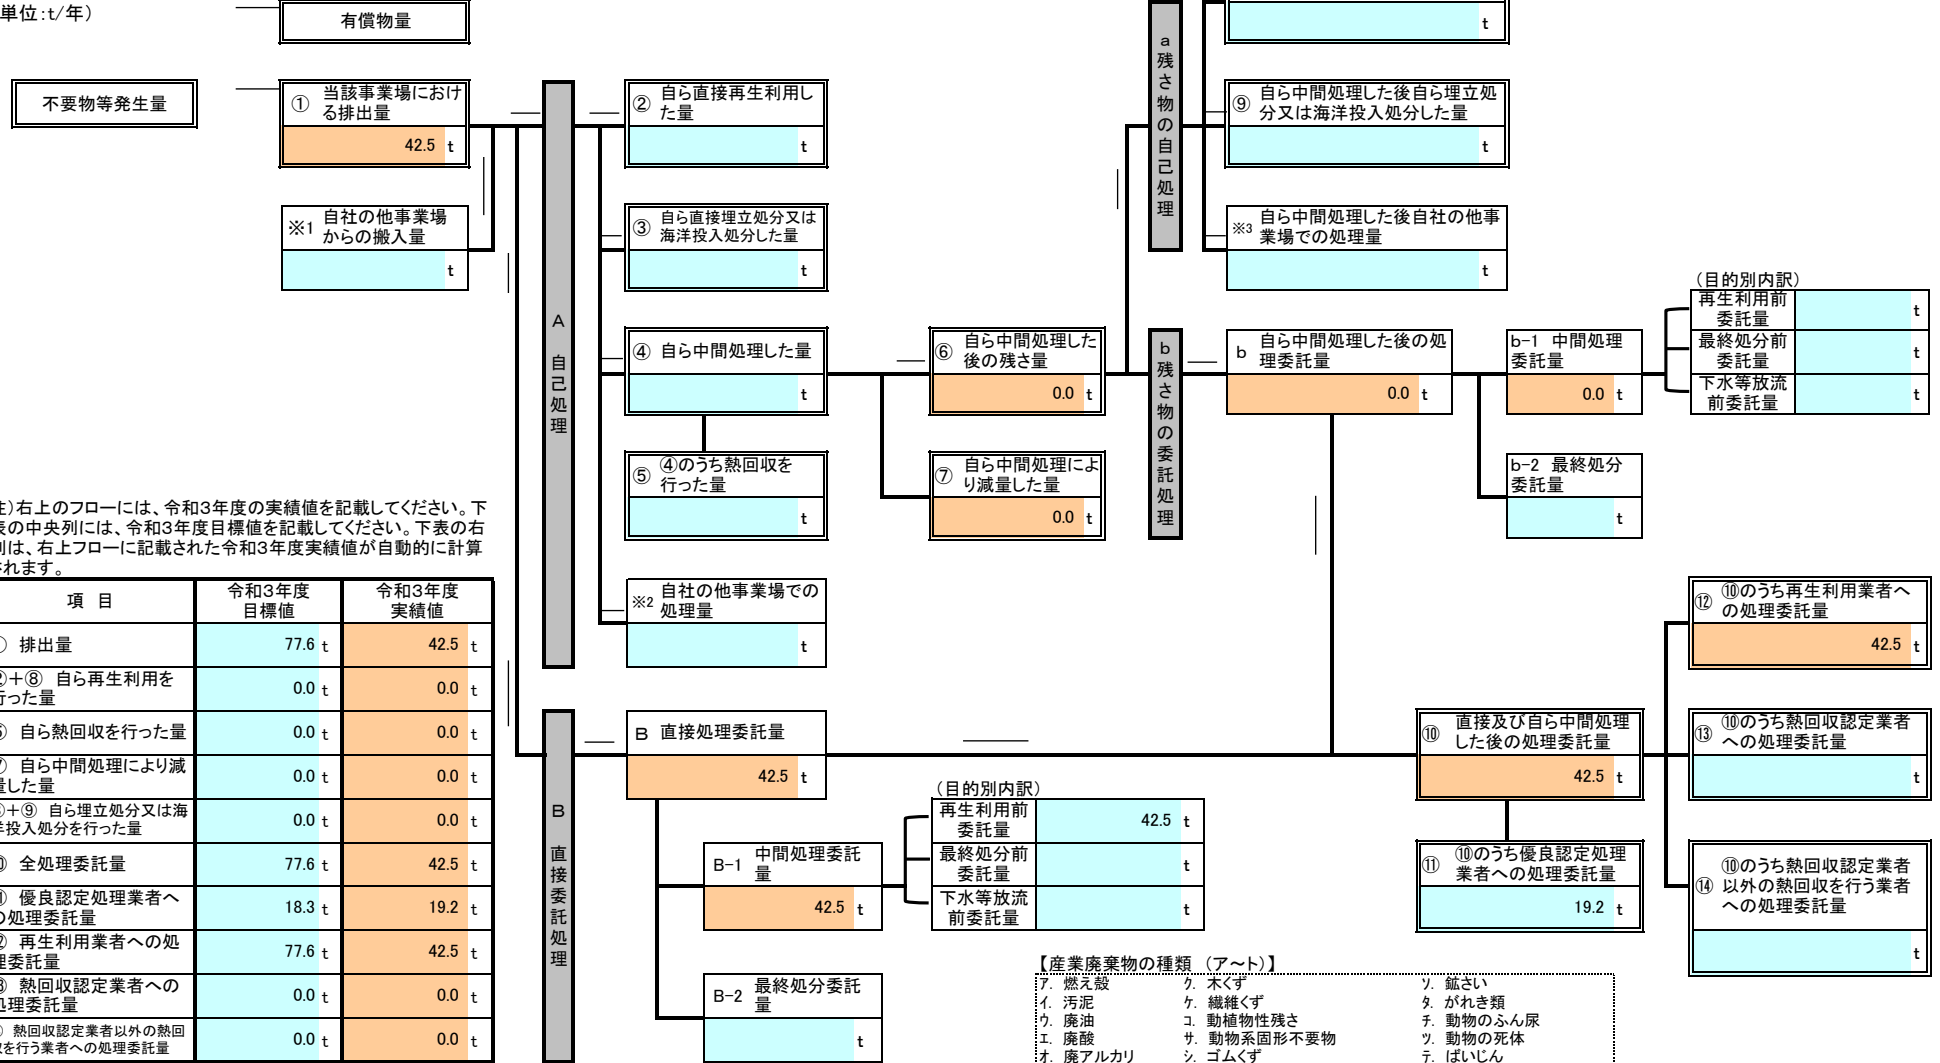 単位:t/年）
有償物量
t
不要物等発生量
① 当該事業場におけ
る排出量
42.5 t
※1 自社の他事業場
からの搬入量
t
A 自己処理
② 自ら直接再生利用し
た量
t
③ 自ら直接埋立処分又は
海洋投入処分した量
t
④ 自ら中間処理した量
t
⑤ ④のうち熱回収を
行った量
t
※2 自社の他事業場での
処理量
t
⑥ 自ら中間処理した
後の残さ量
0.0 t
⑦ 自ら中間処理によ
り減量した量
0.0 t
a 残さ物の自己処理
⑨ 自ら中間処理した後自ら埋立処
分又は海洋投入処分した量
t
※3 自ら中間処理した後自社の他事
業場での処理量
t
b 残さ物の委託処理
b 自ら中間処理した後の処
理委託量
0.0 t
b-1 中間処理
委託量
0.0 t
b-2 最終処分
委託量
t
（目的別内訳）
再生利用前
委託量
t
最終処分前
委託量
t
下水等放流
前委託量
t
)右上のフローには、令和3年度の実績値を記載してください。下
の中央列には、令和3年度目標値を記載してください。下表の右
は、右上フローに記載された令和3年度実績値が自動的に計算
れます。
項 目 令和3年度
目標値 令和3年度
実績値
排出量 77.6 t 42.5 t
＋⑧ 自ら再生利用を
った量 0.0 t 0.0 t
自ら熱回収を行った量 0.0 t 0.0 t
自ら中間処理により減
した量 0.0 t 0.0 t
＋⑨ 自ら埋立処分又は海
投入処分を行った量 0.0 t 0.0 t
全処理委託量 77.6 t 42.5 t
優良認定処理業者へ
の処理委託量 18.3 t 19.2 t
再生利用業者への処
理委託量 77.6 t 42.5 t
熱回収認定業者への
処理委託量 0.0 t 0.0 t
熱回収認定業者以外の熱回
収を行う業者への処理委託量 0.0 t 0.0 t
B 直接委託処理
B 直接処理委託量
42.5 t
B-1 中間処理委託
量
42.5 t
B-2 最終処分委託
量
t
（目的別内訳）
再生利用前
委託量
42.5 t
最終処分前
委託量
t
下水等放流
前委託量
t
⑩ 直接及び自ら中間処理
した後の処理委託量
42.5 t
⑪ ⑩のうち優良認定処理
業者への処理委託量
19.2 t
⑫ ⑩のうち再生利用業者へ
の処理委託量
42.5 t
⑬ ⑩のうち熱回収認定業者
への処理委託量
t
⑭ ⑩のうち熱回収認定業者
以外の熱回収を行う業者
への処理委託量
t
【産業廃棄物の種類 （ア～ト）】
ア. 燃え殻 ク. 木くず ソ. 鉱さい
イ. 汚泥 ケ. 繊維くず タ. がれき類
ウ. 廃油 コ. 動植物性残さ チ. 動物のふん尿
エ. 廃酸 サ. 動物系固形不要物 ツ. 動物の死体
オ. 廃アルカリ シ. ゴムくず テ. ばいじん